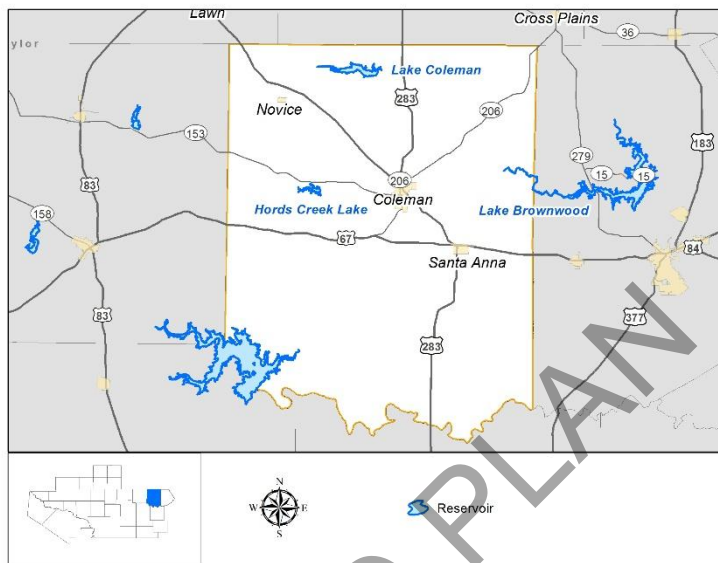 Lawn
Cross Plains
36
ylor
Lake Coleman
283
206
Novice
183
153
279
83
206
15
15
Coleman
Hords Creek Lake
Lake Brownwood
158
67
84
Santa Anna
83
377
283
PLAN
N
W E
S
Reservoir